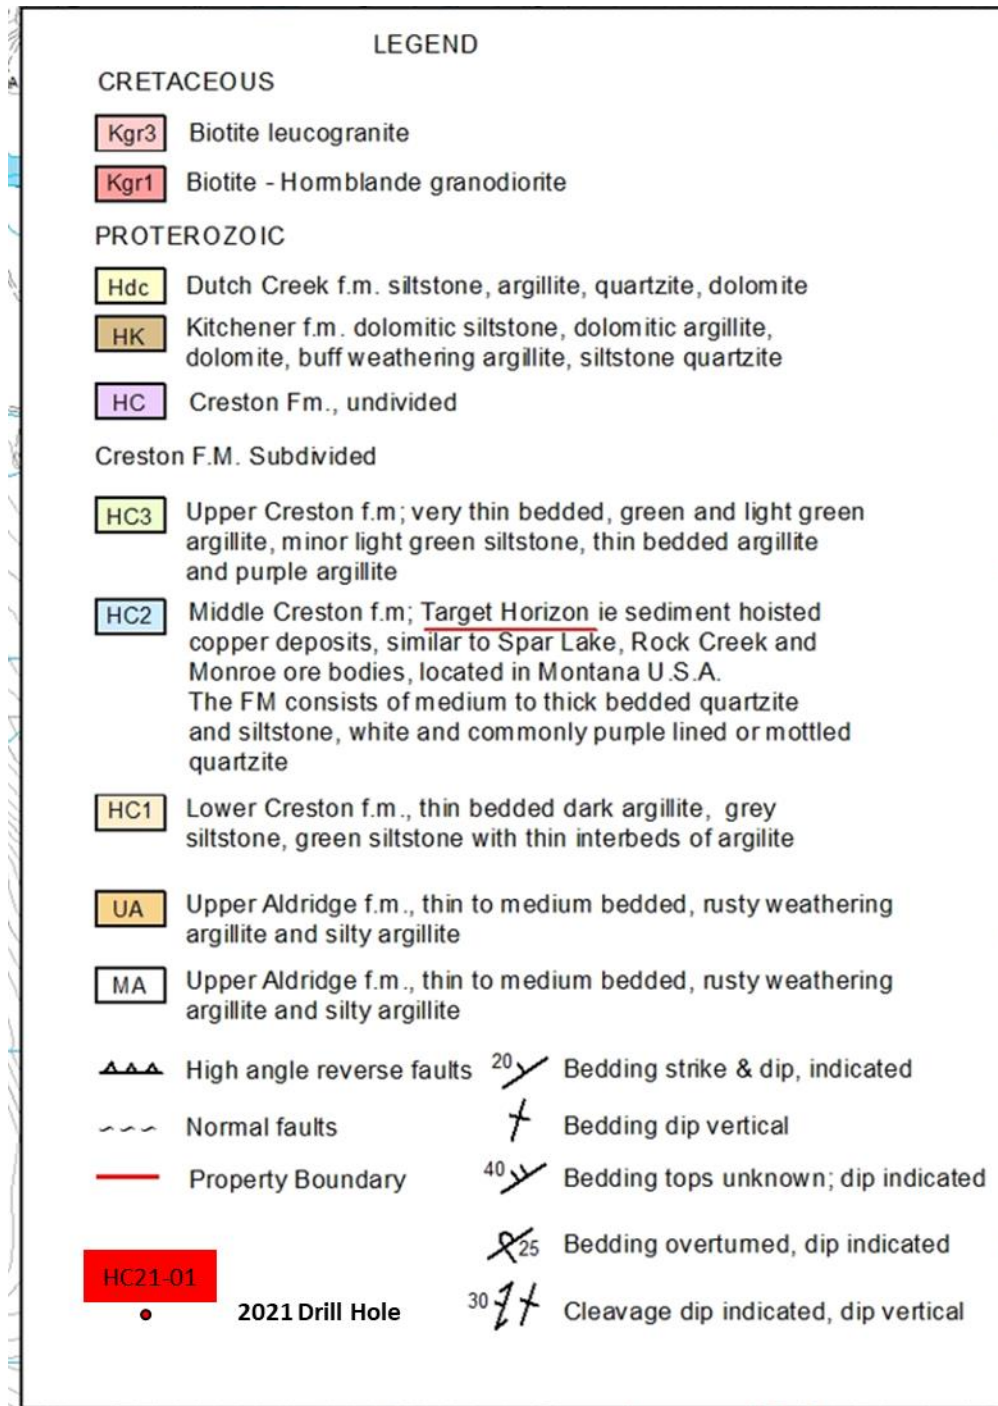 LEGEND
CRETACEOUS
Kgr3 Biotite leucogranite
Kgr1 Biotite - Hornblande granodiorite
PROTEROZOIC
Hdc Dutch Creek f.m. siltstone, argillite, quartzite, dolomite
HK Kitchener f.m. dolomitic siltstone, dolomitic argillite,
dolomite, buff weathering argillite, siltstone quartzite
HC Creston Fm., undivided
Creston F.M. Subdivided
HC3 Upper Creston f.m; very thin bedded, green and light green
argillite, minor light green siltstone, thin bedded argillite
and purple argillite
HC2 Middle Creston f.m; Target Horizon ie sediment hoisted
copper deposits, similar to Spar Lake, Rock Creek and
Monroe ore bodies, located in Montana U.S.A.
The FM consists of medium to thick bedded quartzite
and siltstone, white and commonly purple lined or mottled
quartzite
HC1 Lower Creston f.m., thin bedded dark argillite, grey
siltstone, green siltstone with thin interbeds of argilite
UA Upper Aldridge f.m., thin to medium bedded, rusty weathering
argillite and silty argillite
MA Upper Aldridge f.m., thin to medium bedded, rusty weathering
argillite and silty argillite
High angle reverse faults
Normal faults
Property Boundary
HC21-01
2021 Drill Hole
20 Bedding strike & dip, indicated
Bedding dip vertical
40 Bedding tops unknown; dip indicated
25 Bedding overturned, dip indicated
30 Cleavage dip indicated, dip vertical